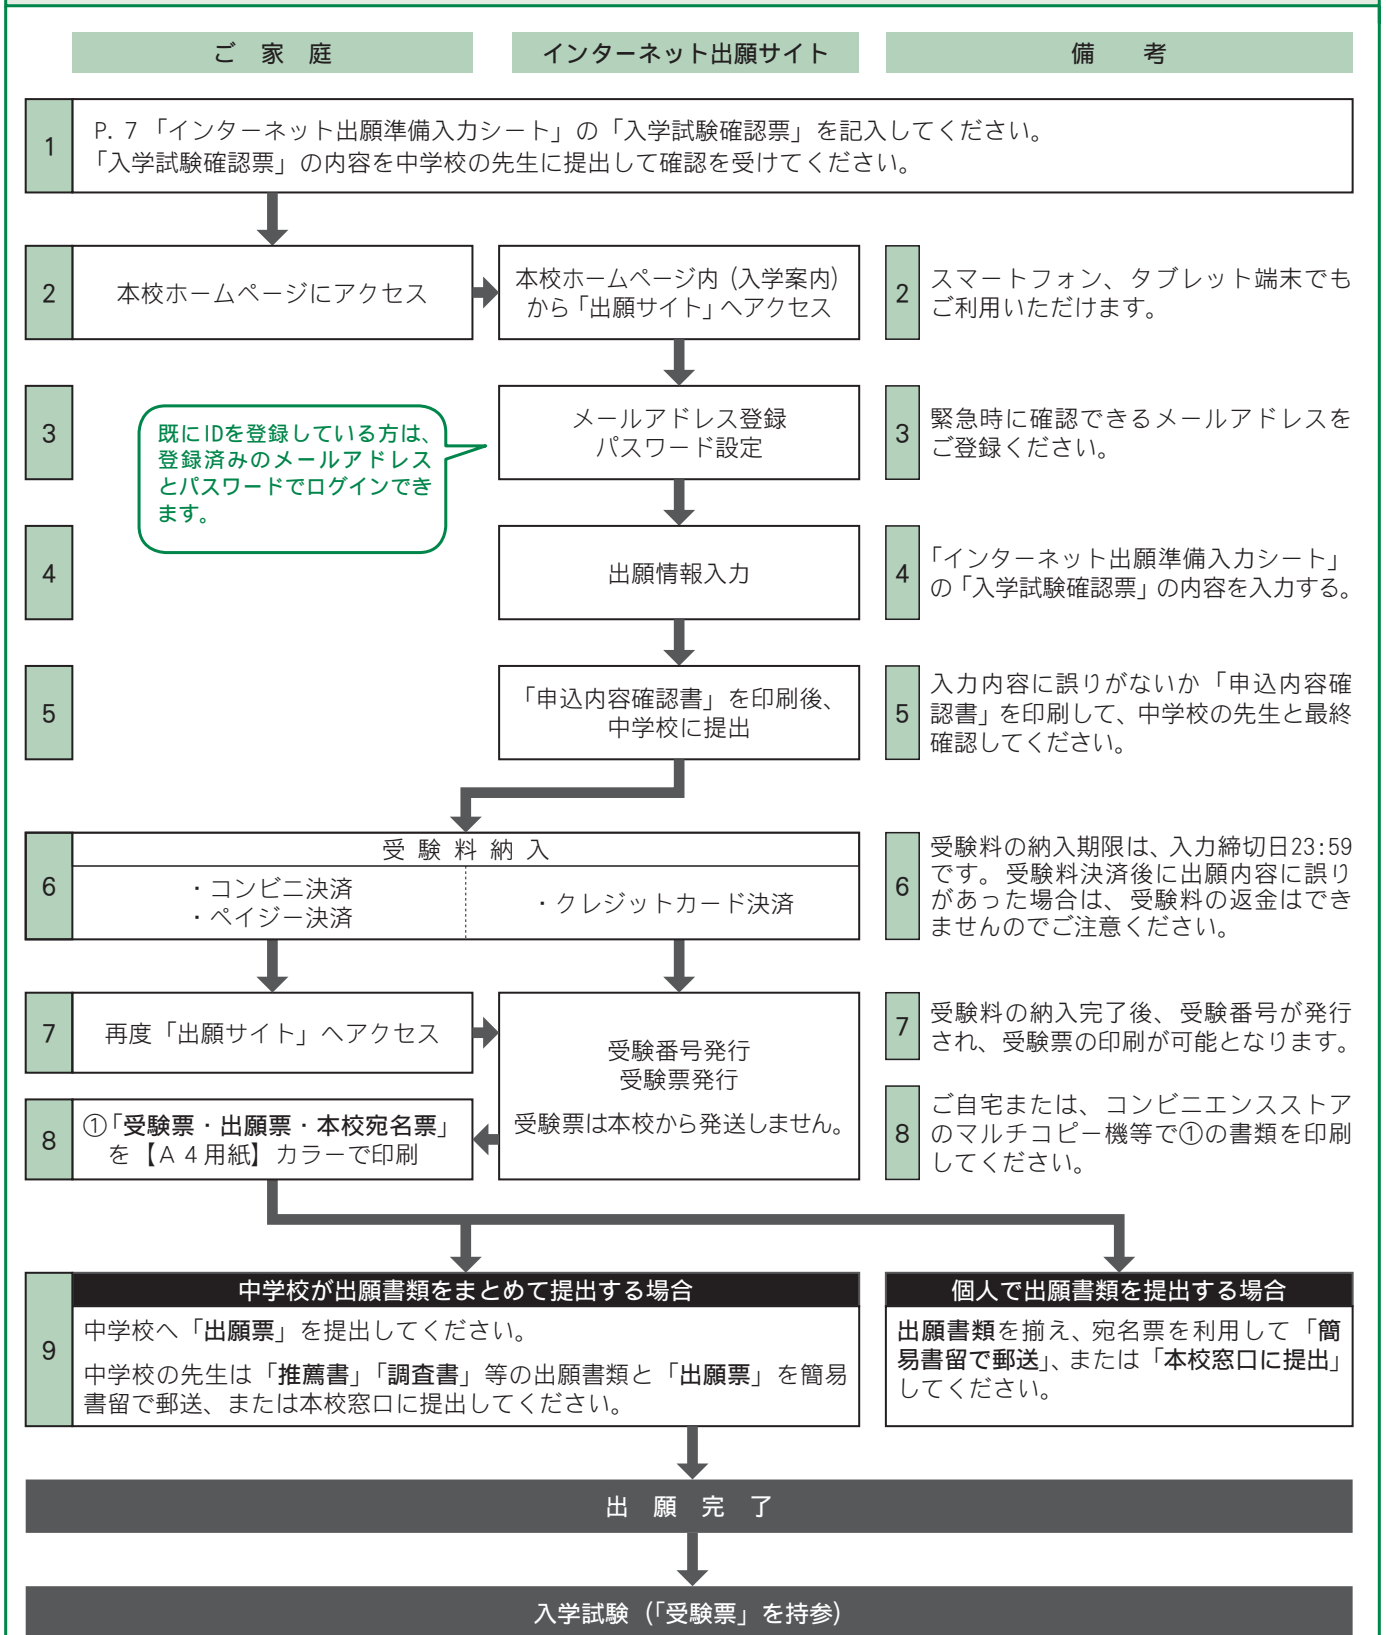 ご家庭
インターネット出願サイト
備考
1
P. 7「インターネット出願準備入力シート」の「入学試験確認票」を記入してください。
「入学試験確認票」の内容を中学校の先生に提出して確認を受けてください。
2
本校ホームページにアクセス
本校ホームページ内（入学案内）
から「出願サイト」へアクセス
2
スマートフォン、タブレット端末でも
ご利用いただけます。
3
既にIDを登録している方は、
登録済みのメールアドレス
とパスワードでログインでき
ます。
メールアドレス登録
パスワード設定
3
緊急時に確認できるメールアドレスを
ご登録ください。
4
出願情報入力
4
「インターネット出願準備入力シート」
の「入学試験確認票」の内容を入力する。
5
「申込内容確認書」を印刷後、
中学校に提出
5
入力内容に誤りがないか「申込内容確
認書」を印刷して、中学校の先生と最終
確認してください。
6
受験料納入
・コンビニ決済
・ペイジー決済
・クレジットカード決済
6
受験料の納入期限は、入力締切日23:59
です。受験料決済後に出願内容に誤り
があった場合は、受験料の返金はでき
ませんのでご注意ください。
7
再度「出願サイト」へアクセス
受験番号発行
受験票発行
受験票は本校から発送しません。
7
受験料の納入完了後、受験番号が発行
され、受験票の印刷が可能となります。
8
①「受験票・出願票・本校宛名票」
を【A４用紙】カラーで印刷
8
ご自宅または、コンビニエンスストア
のマルチコピー機等で①の書類を印刷
してください。
9
中学校が出願書類をまとめて提出する場合
中学校へ「出願票」を提出してください。
中学校の先生は「推薦書」「調査書」等の出願書類と「出願票」を簡易
書留で郵送、または本校窓口に提出してください。
個人で出願書類を提出する場合
出願書類を揃え、宛名票を利用して「簡
易書留で郵送」、または「本校窓口に提出」
してください。
出願完了
入学試験（「受験票」を持参）